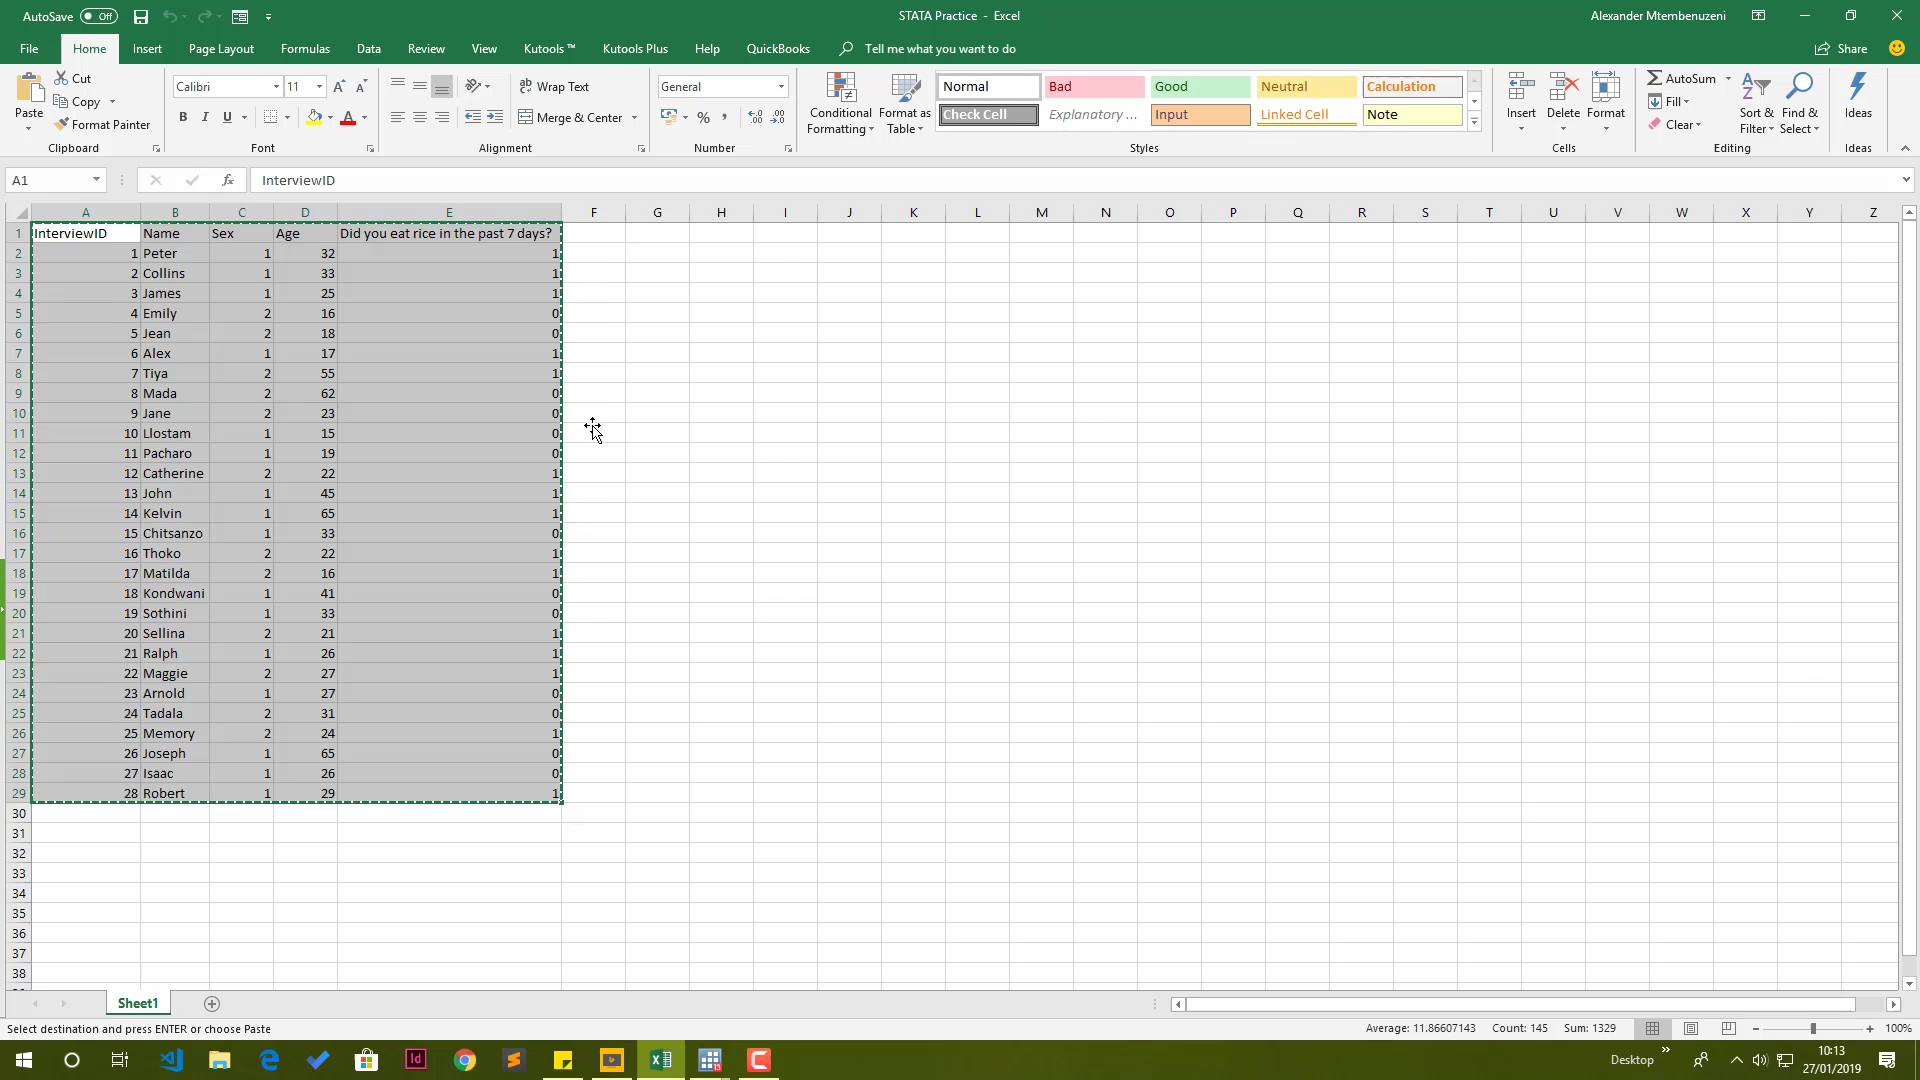 AutoSave Off STATA Practice - Excel Alexander Mtembenuzeni
File Home Insert Page Layout Formulas Data Review View Kutools™ Kutools Plus Help QuickBooks Tell me what you want to do Share
Cut Calibri 11 Wrap Text General Normal Bad Good Neutral Calculation AutoSum
Copy Fill
Paste Format Painter B I U Merge & Center % , Conditional Formatting Format as Table Check Cell Explanatory ... Input Linked Cell Note Insert Delete Format Clear Sort & Filter Find & Select Ideas
Clipboard Font Alignment Number Styles Cells Editing Ideas
A1 fx InterviewID
A B C D E F G H I J K L M N O P Q R S T U V W X Y Z
1 InterviewID Name Sex Age Did you eat rice in the past 7 days?
2 1 Peter 1 32 1
3 2 Collins 1 33 1
4 3 James 1 25 1
5 4 Emily 2 16 0
6 5 Jean 2 18 0
7 6 Alex 1 17 1
8 7 Tiya 2 55 1
9 8 Mada 2 62 0
10 9 Jane 2 23 0
11 10 Llostam 1 15 0
12 11 Pacharo 1 19 0
13 12 Catherine 2 22 1
14 13 John 1 45 1
15 14 Kelvin 1 65 1
16 15 Chitsanzo 1 33 0
17 16 Thoko 2 22 1
18 17 Matilda 2 16 1
19 18 Kondwani 1 41 0
20 19 Sothini 1 33 0
21 20 Sellina 2 21 1
22 21 Ralph 1 26 1
23 22 Maggie 2 27 1
24 23 Arnold 1 27 0
25 24 Tadala 2 31 0
26 25 Memory 2 24 1
27 26 Joseph 1 65 0
28 27 Isaac 1 26 0
29 28 Robert 1 29 1
30
31
32
33
34
35
36
37
38
Sheet1
Select destination and press ENTER or choose Paste Average: 11.86607143 Count: 145 Sum: 1329 100%
Desktop 10:13
27/01/2019